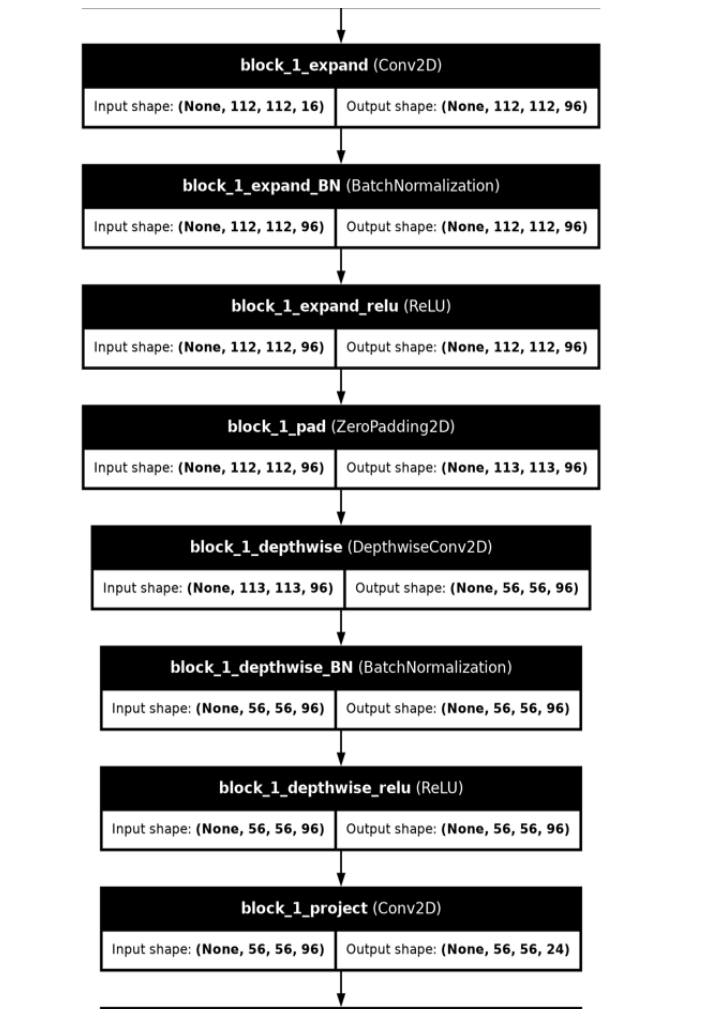 block_1_expand (Conv2D)
Input shape: (None, 112, 112, 16) Output shape: (None, 112, 112, 96)
block_1_expand_BN (BatchNormalization)
Input shape: (None, 112, 112, 96) Output shape: (None, 112, 112, 96)
block_1_expand_relu (ReLU)
Input shape: (None, 112, 112, 96) Output shape: (None, 112, 112, 96)
block_1_pad (ZeroPadding2D)
Input shape: (None, 112, 112, 96) Output shape: (None, 113, 113, 96)
block_1_depthwise (DepthwiseConv2D)
Input shape: (None, 113, 113, 96) Output shape: (None, 56, 56, 96)
block_1_depthwise_BN (BatchNormalization)
Input shape: (None, 56, 56, 96) Output shape: (None, 56, 56, 96)
block_1_depthwise_relu (ReLU)
Input shape: (None, 56, 56, 96) Output shape: (None, 56, 56, 96)
block_1_project (Conv2D)
Input shape: (None, 56, 56, 96) Output shape: (None, 56, 56, 24)